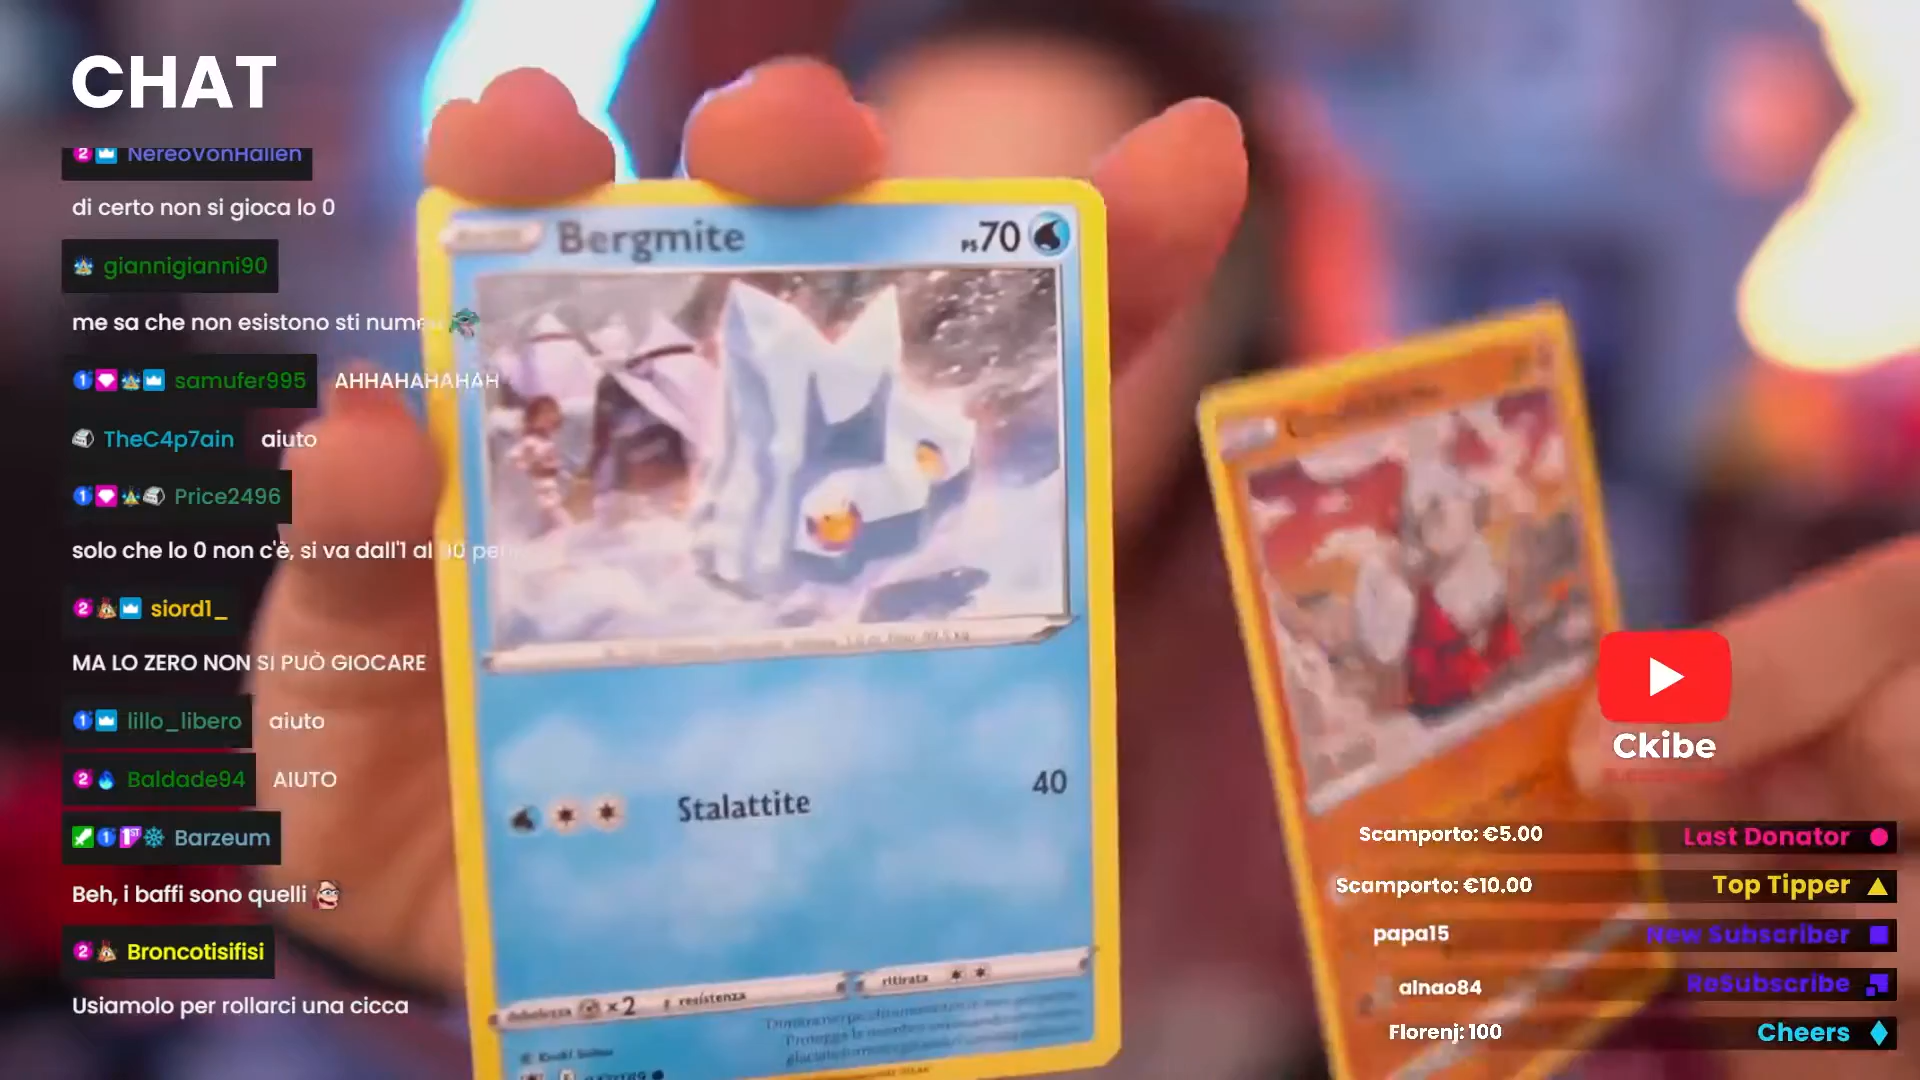 CHAT
NereoVonHallen
di certo non si gioca lo 0
giannigianni90
me sa che non esistono sti
samufer995 AHHAHAHAHAH
TheC4p7ain aiuto
Price2496
solo che lo 0 non c'è, si va dall'1 al
siord1_
MA LO ZERO NON SI PUÒ GIOCARE
lillo_libero aiuto
Baldade94 AIUTO
Barzeum
Beh, i baffi sono quelli
Broncotisifisi
Usiamolo per rollarci una cicca
Bergmite
PS 70
Stalattite 40
debolezza ×2 resistenza ritirata
Ckibe
Scamporto: €5.00 Last Donator
Scamporto: €10.00 Top Tipper
papa15 New Subscriber
alnao84 ReSubscribe
Florenj: 100 Cheers